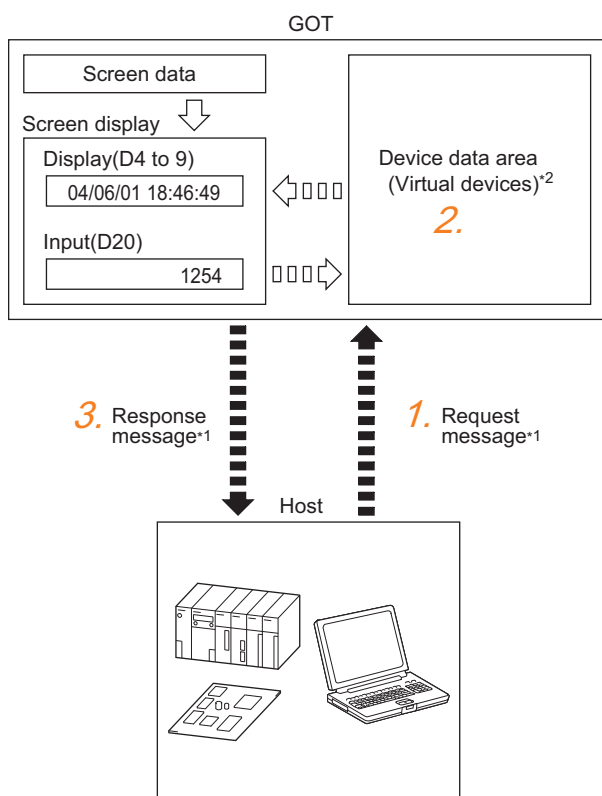 GOT
Screen data
Screen display
Display(D4 to 9)
04/06/01 18:46:49
Input(D20)
1254
Device data area
(Virtual devices)*2
2.
3. Response
message*1
1. Request
message*1
Host